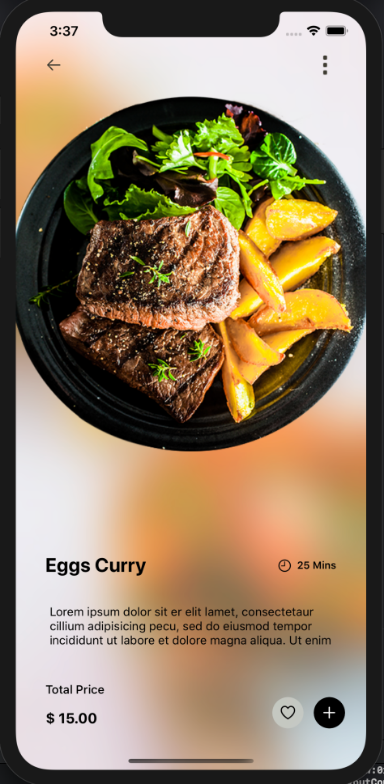 3:37
Eggs Curry
25 Mins
Lorem ipsum dolor sit er elit lamet, consectetaur
cillium adipisicing pecu, sed do eiusmod tempor
incididunt ut labore et dolore magna aliqua. Ut enim
Total Price
$ 15.00